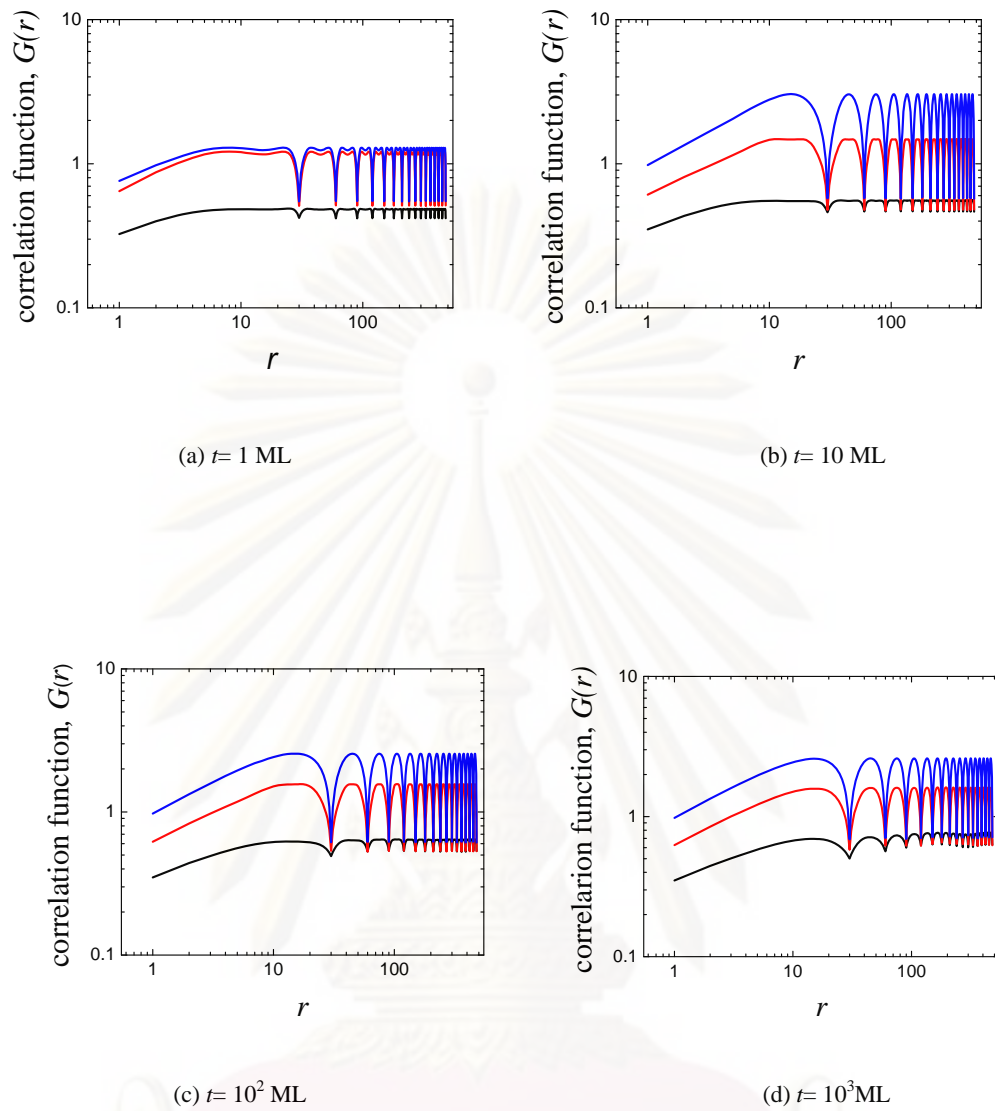 10
1
0.1
1
10
100
correlation function, G(r)
r
(a) t= 1 ML
10
1
0.1
1
10
100
correlation function, G(r)
r
(b) t= 10 ML
10
1
0.1
1
10
100
correlation function, G(r)
r
(c) t= 10² ML
10
1
0.1
1
10
100
correlarion function, G(r)
r
(d) t= 10³ML